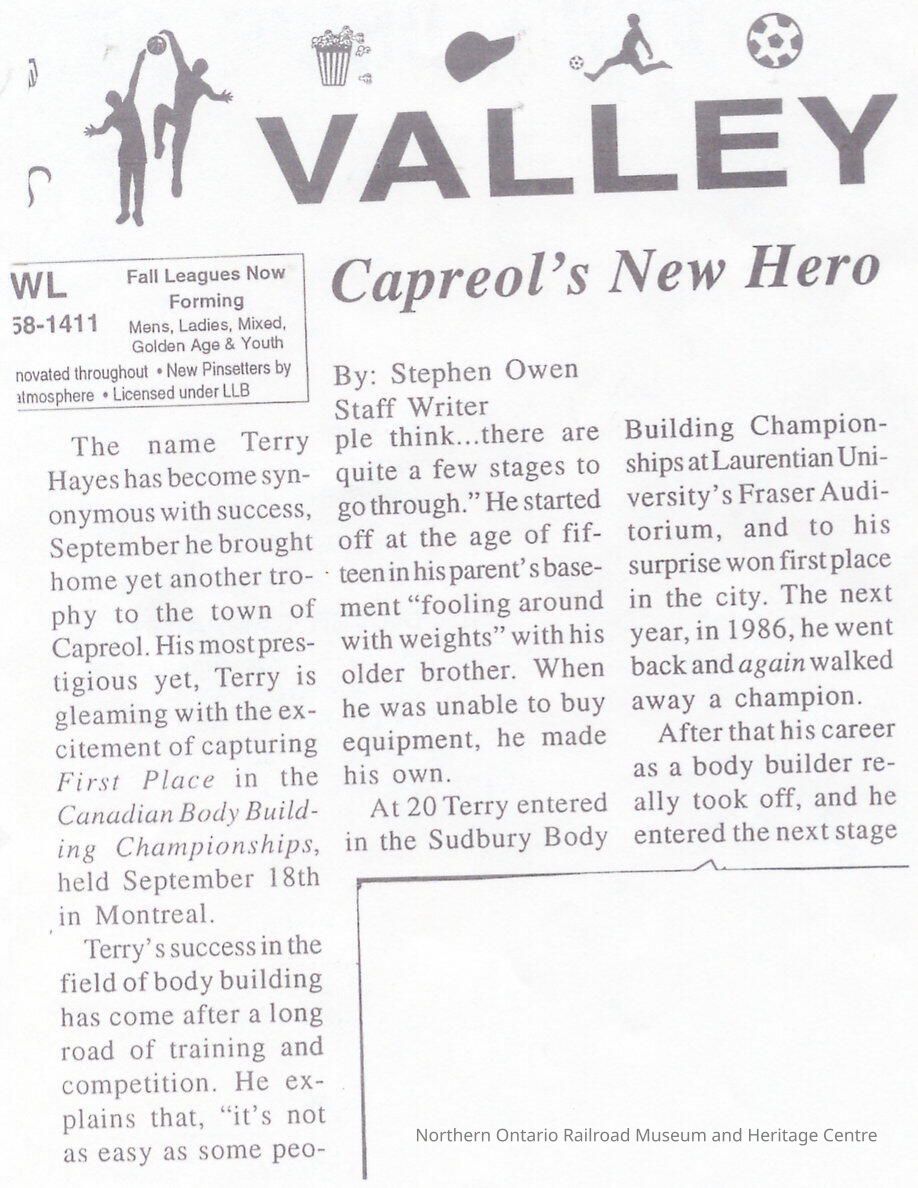 VALLEY
WL
58-1411
Fall Leagues Now
Forming
Mens, Ladies, Mixed,
Golden Age & Youth
novated throughout • New Pinsetters by
atmosphere • Licensed under LLB
Capreol's New Hero
By: Stephen Owen
Staff Writer
The name Terry
Hayes has become syn-
onymous with success,
September he brought
home yet another tro-
phy to the town of
Capreol. His most pres-
tigious yet, Terry is
gleaming with the ex-
citement of capturing
First Place in the
Canadian Body Build-
ing Championships,
held September 18th
in Montreal.
Terry's success in the
field of body building
has come after a long
road of training and
competition. He ex-
plains that, "it's not
as easy as some peo-
ple think...there are
quite a few stages to
go through." He started
off at the age of fif-
teen in his parent's base-
ment "fooling around
with weights" with his
older brother. When
he was unable to buy
equipment, he made
his own.
At 20 Terry entered
in the Sudbury Body
Building Champion-
ships at Laurentian Uni-
versity's Fraser Audi-
torium, and to his
surprise won first place
in the city. The next
year, in 1986, he went
back and again walked
away a champion.
After that his career
as a body builder re-
ally took off, and he
entered the next stage
Northern Ontario Railroad Museum and Heritage Centre